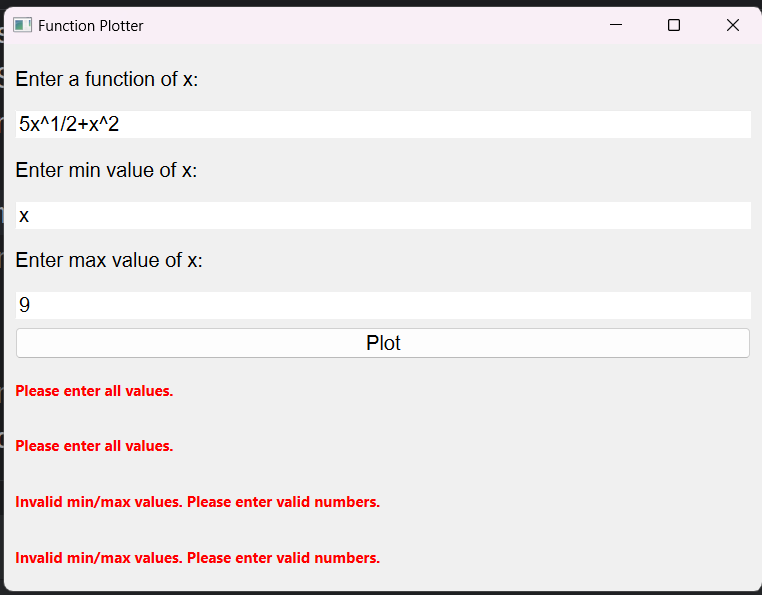 Function Plotter
Enter a function of x:
5x^1/2+x^2
Enter min value of x:
x
Enter max value of x:
9
Plot
Please enter all values.
Please enter all values.
Invalid min/max values. Please enter valid numbers.
Invalid min/max values. Please enter valid numbers.